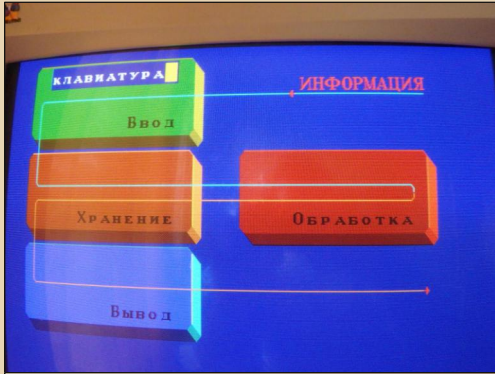 КЛАВИАТУРА
ИНФОРМАЦИЯ
Ввод
Хранение
Обработка
Вывод